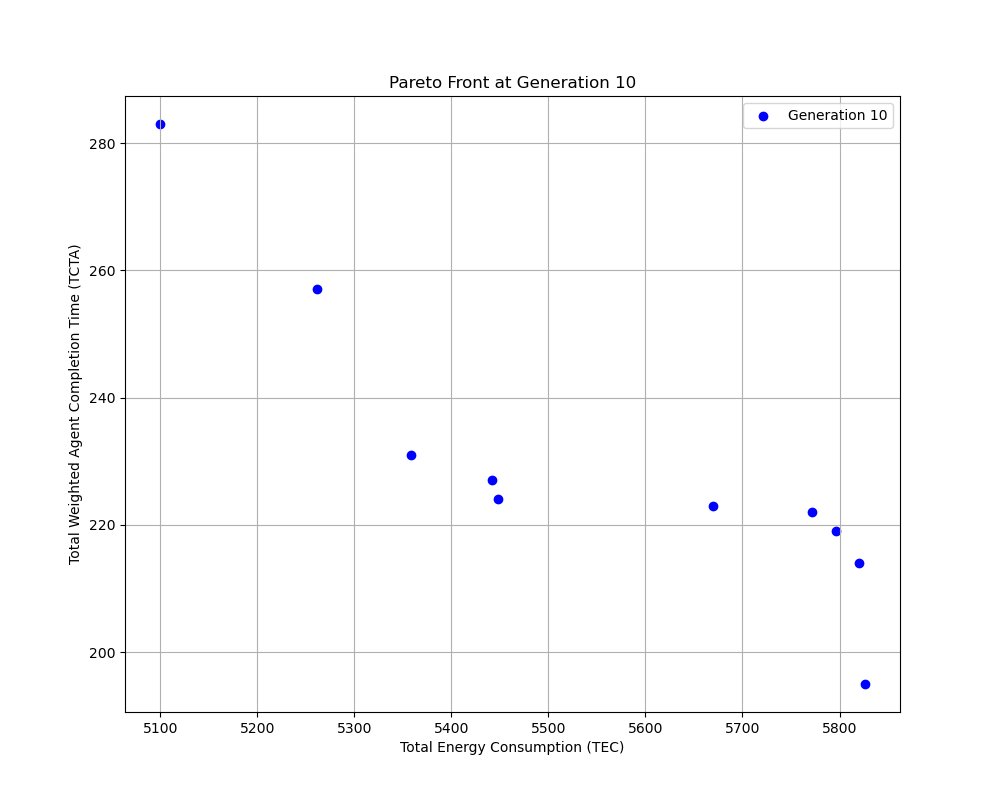 Pareto Front at Generation 10
Generation 10
280
260
240
220
200
Total Weighted Agent Completion Time (TCTA)
5100 5200 5300 5400 5500 5600 5700 5800
Total Energy Consumption (TEC)